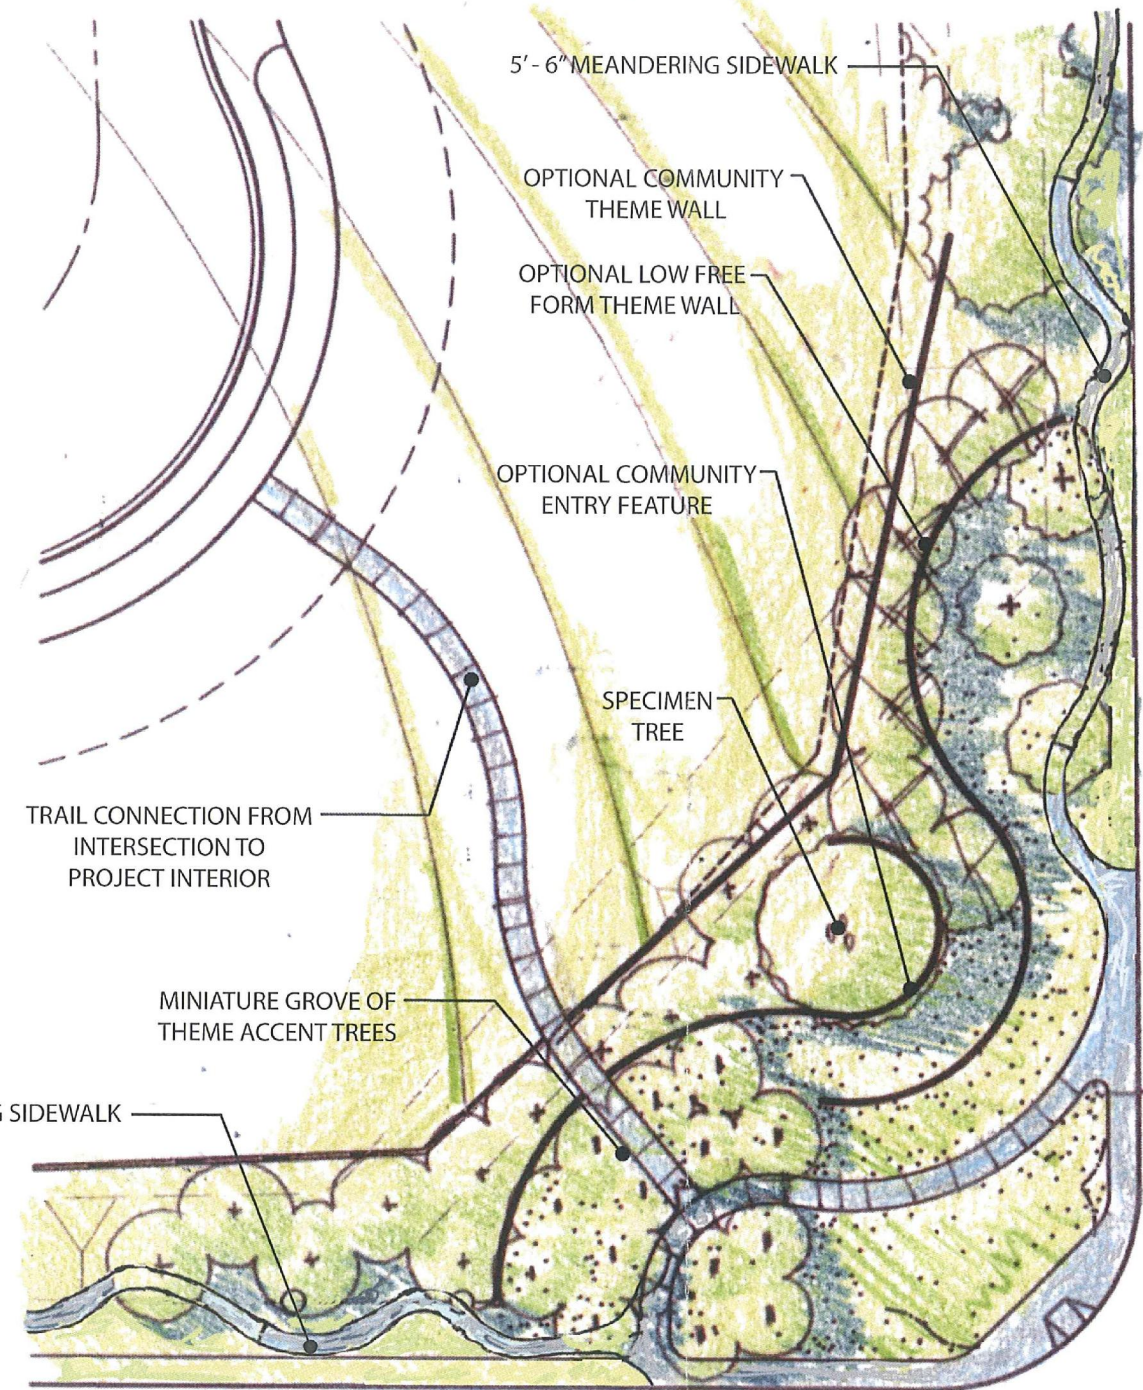 5'-6" MEANDERING SIDEWALK
OPTIONAL COMMUNITY
THEME WALL
OPTIONAL LOW FREE
FORM THEME WALL
OPTIONAL COMMUNITY
ENTRY FEATURE
SPECIMEN
TREE
TRAIL CONNECTION FROM
INTERSECTION TO
PROJECT INTERIOR
MINIATURE GROVE OF
THEME ACCENT TREES
SIDEWALK